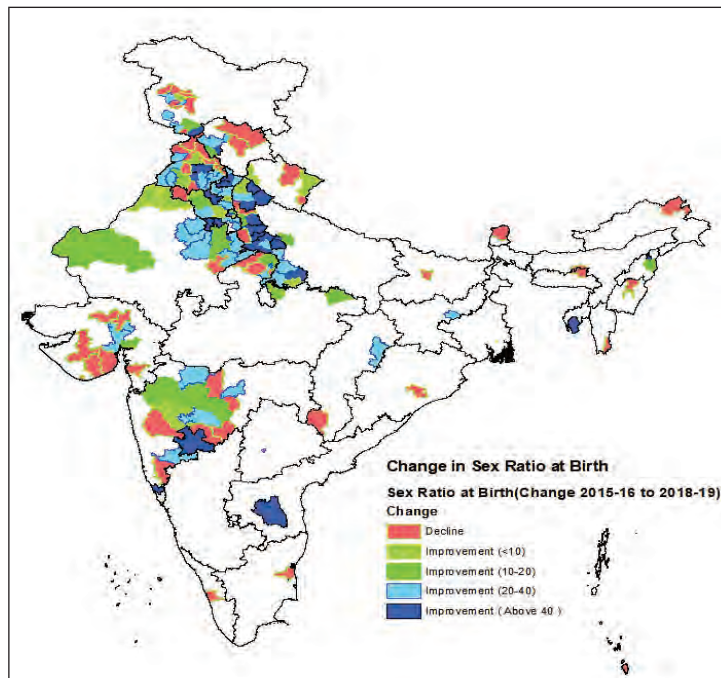 Change in Sex Ratio at Birth
Sex Ratio at Birth(Change 2015-16 to 2018-19)
Change
Decline
Improvement (<10)
Improvement (10-20)
Improvement (20-40)
Improvement ( Above 40 )